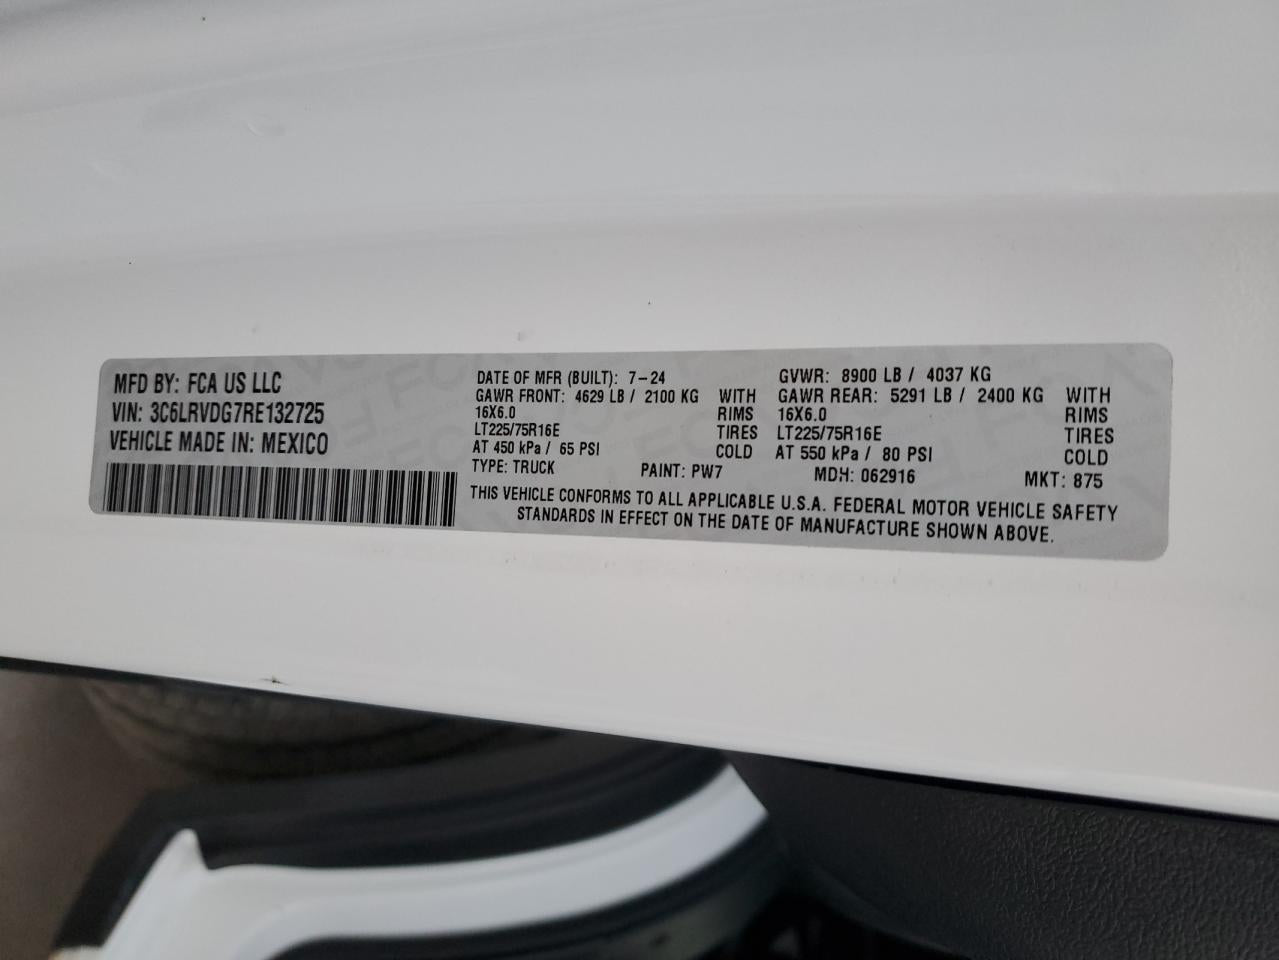 MFD BY: FCA US LLC
VIN: 3C6LRVDG7RE132725
VEHICLE MADE IN: MEXICO
DATE OF MFR (BUILT): 7-24
GVWR: 8900 LB / 4037 KG
GAWR FRONT: 4629 LB / 2100 KG WITH
16X6.0 RIMS
LT225/75R16E TIRES
AT 450 kPa / 65 PSI COLD
GAWR REAR: 5291 LB / 2400 KG WITH
16X6.0 RIMS
LT225/75R16E TIRES
AT 550 kPa / 80 PSI COLD
TYPE: TRUCK PAINT: PW7 MDH: 062916 MKT: 875
THIS VEHICLE CONFORMS TO ALL APPLICABLE U.S.A. FEDERAL MOTOR VEHICLE SAFETY
STANDARDS IN EFFECT ON THE DATE OF MANUFACTURE SHOWN ABOVE.